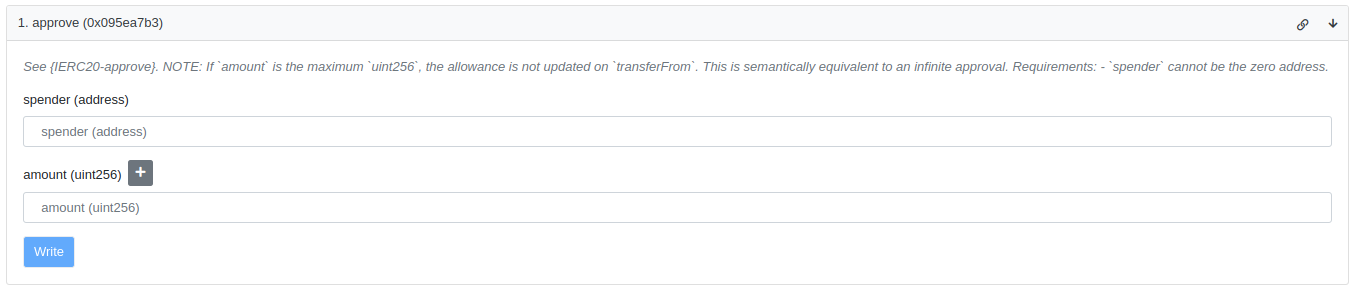 1. approve (0x095ea7b3)
See {IERC20-approve}. NOTE: If `amount` is the maximum `uint256`, the allowance is not updated on `transferFrom`. This is semantically equivalent to an infinite approval. Requirements: - `spender` cannot be the zero address.
spender (address)
spender (address)
amount (uint256) +
amount (uint256)
Write